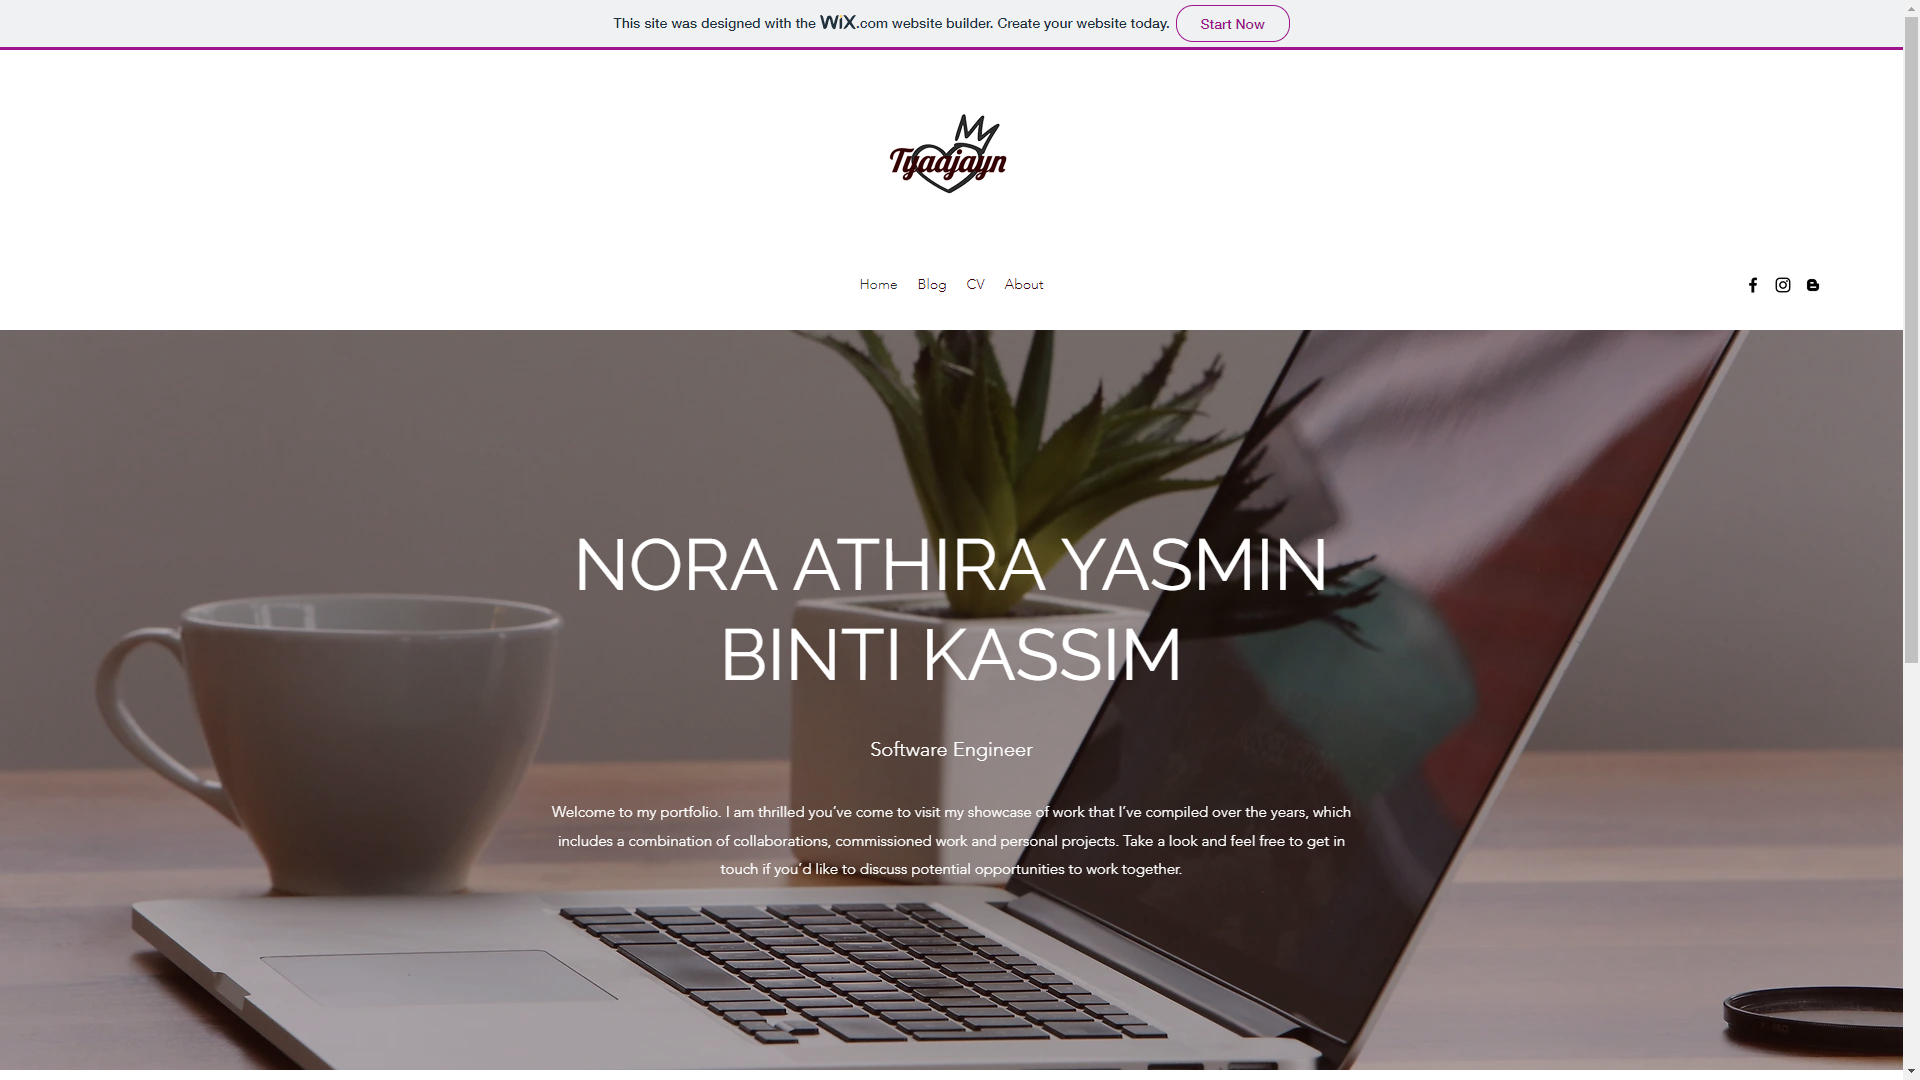 This site was designed with the WiX.com website builder. Create your website today. Start Now
Tyadjayn
Home Blog CV About
NORA ATHIRA YASMIN
BINTI KASSIM
Software Engineer
Welcome to my portfolio. I am thrilled you’ve come to visit my showcase of work that I’ve compiled over the years, which
includes a combination of collaborations, commissioned work and personal projects. Take a look and feel free to get in
touch if you’d like to discuss potential opportunities to work together.